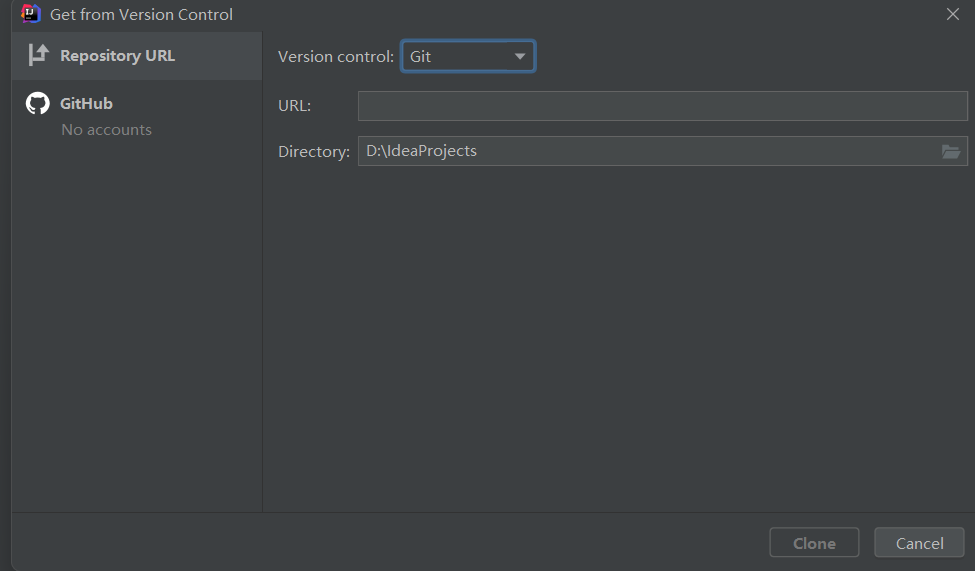 Get from Version Control
Repository URL
GitHub
No accounts
Version control: Git
URL:
Directory: D:\IdeaProjects
Clone
Cancel